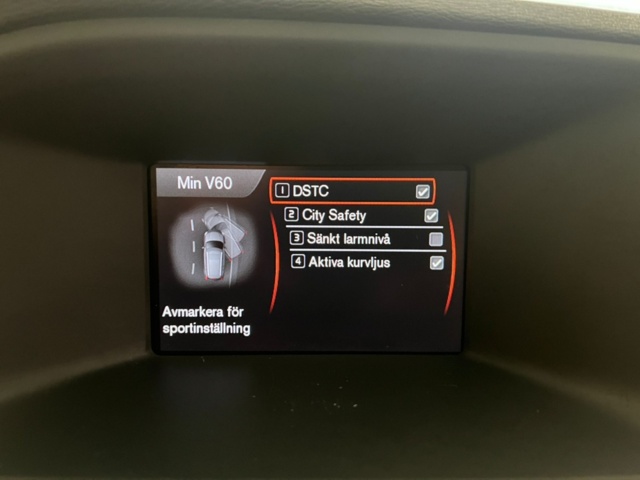 Min V60
1 DSTC
2 City Safety
3 Sänkt larmnivå
4 Aktiva kurvljus
Avmarkera för
sportinställning